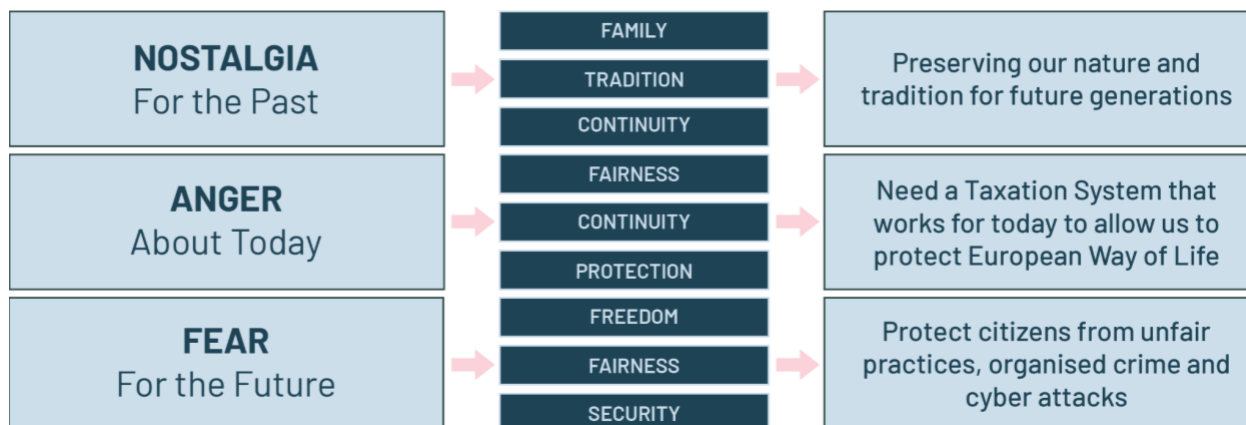 NOSTALGIA
For the Past
FAMILY
TRADITION
CONTINUITY
Preserving our nature and
tradition for future generations
ANGER
About Today
FAIRNESS
CONTINUITY
PROTECTION
Need a Taxation System that
works for today to allow us to
protect European Way of Life
FEAR
For the Future
FREEDOM
FAIRNESS
SECURITY
Protect citizens from unfair
practices, organised crime and
cyber attacks